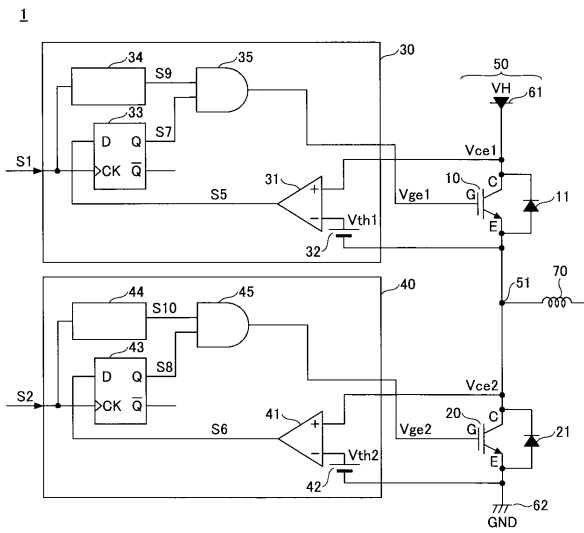 1
30
50
34
S9
35
VH
61
33
S7
D
Q
Vce1
S1
CK
Q̅
S5
31
+
−
Vth1
32
Vge1
10
C
G
E
11
51
70
40
44
S10
45
43
S8
D
Q
Vce2
S2
CK
Q̅
S6
41
+
−
Vth2
42
Vge2
20
C
G
E
21
62
GND